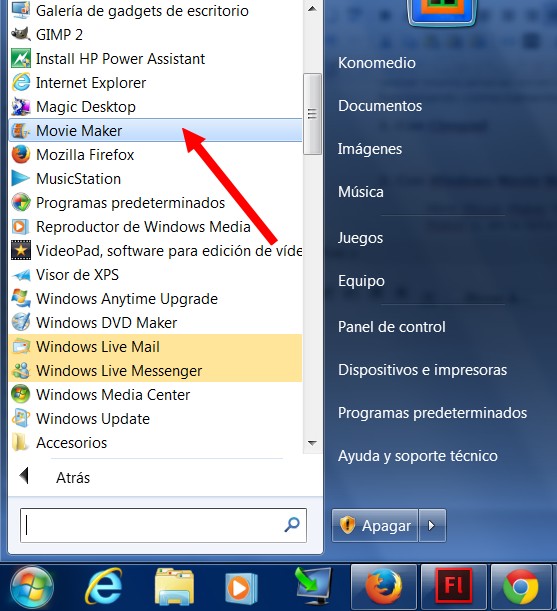 Galería de gadgets de escritorio
GIMP 2
Install HP Power Assistant
Internet Explorer
Magic Desktop
Movie Maker
Mozilla Firefox
MusicStation
Programas predeterminados
Reproductor de Windows Media
VideoPad, software para edición de víde
Visor de XPS
Windows Anytime Upgrade
Windows DVD Maker
Windows Live Mail
Windows Live Messenger
Windows Media Center
Windows Update
Accesorios
Atrás
Konomedio
Documentos
Imágenes
Música
Juegos
Equipo
Panel de control
Dispositivos e impresoras
Programas predeterminados
Ayuda y soporte técnico
Apagar
Fl